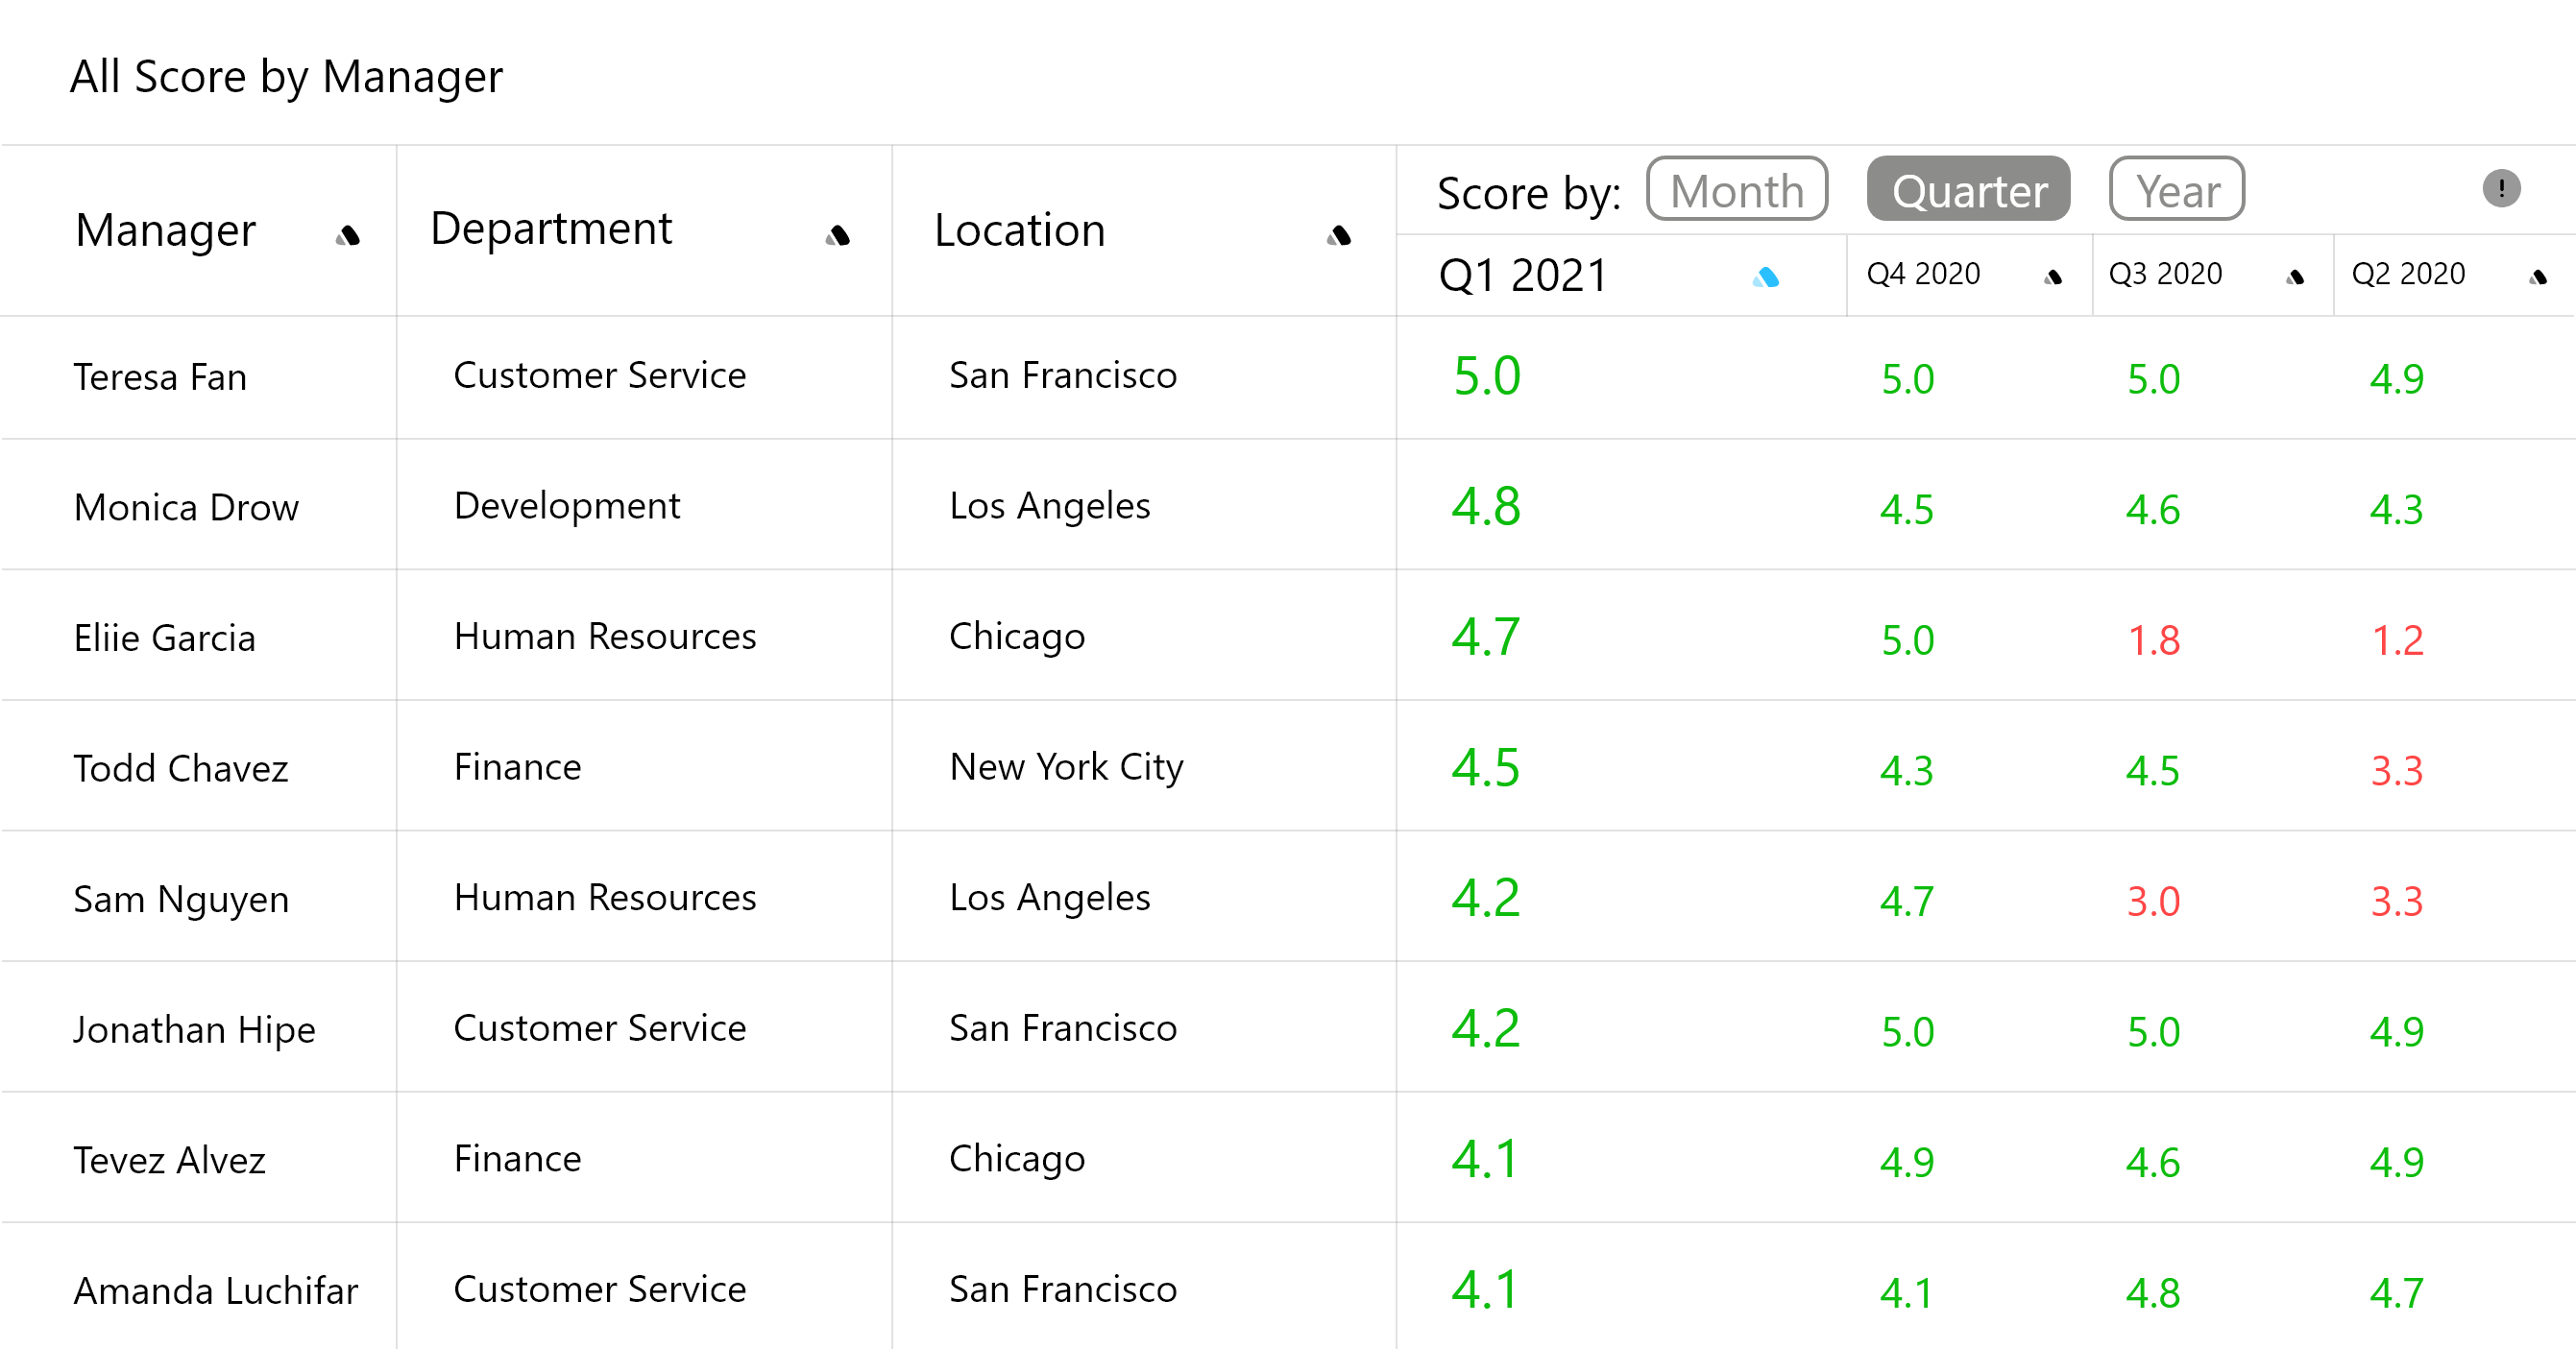 All Score by Manager
Manager Department Location Score by: Month Quarter Year !
Q1 2021 Q4 2020 Q3 2020 Q2 2020
Teresa Fan Customer Service San Francisco 5.0 5.0 5.0 4.9
Monica Drow Development Los Angeles 4.8 4.5 4.6 4.3
Eliie Garcia Human Resources Chicago 4.7 5.0 1.8 1.2
Todd Chavez Finance New York City 4.5 4.3 4.5 3.3
Sam Nguyen Human Resources Los Angeles 4.2 4.7 3.0 3.3
Jonathan Hipe Customer Service San Francisco 4.2 5.0 5.0 4.9
Tevez Alvez Finance Chicago 4.1 4.9 4.6 4.9
Amanda Luchifar Customer Service San Francisco 4.1 4.1 4.8 4.7